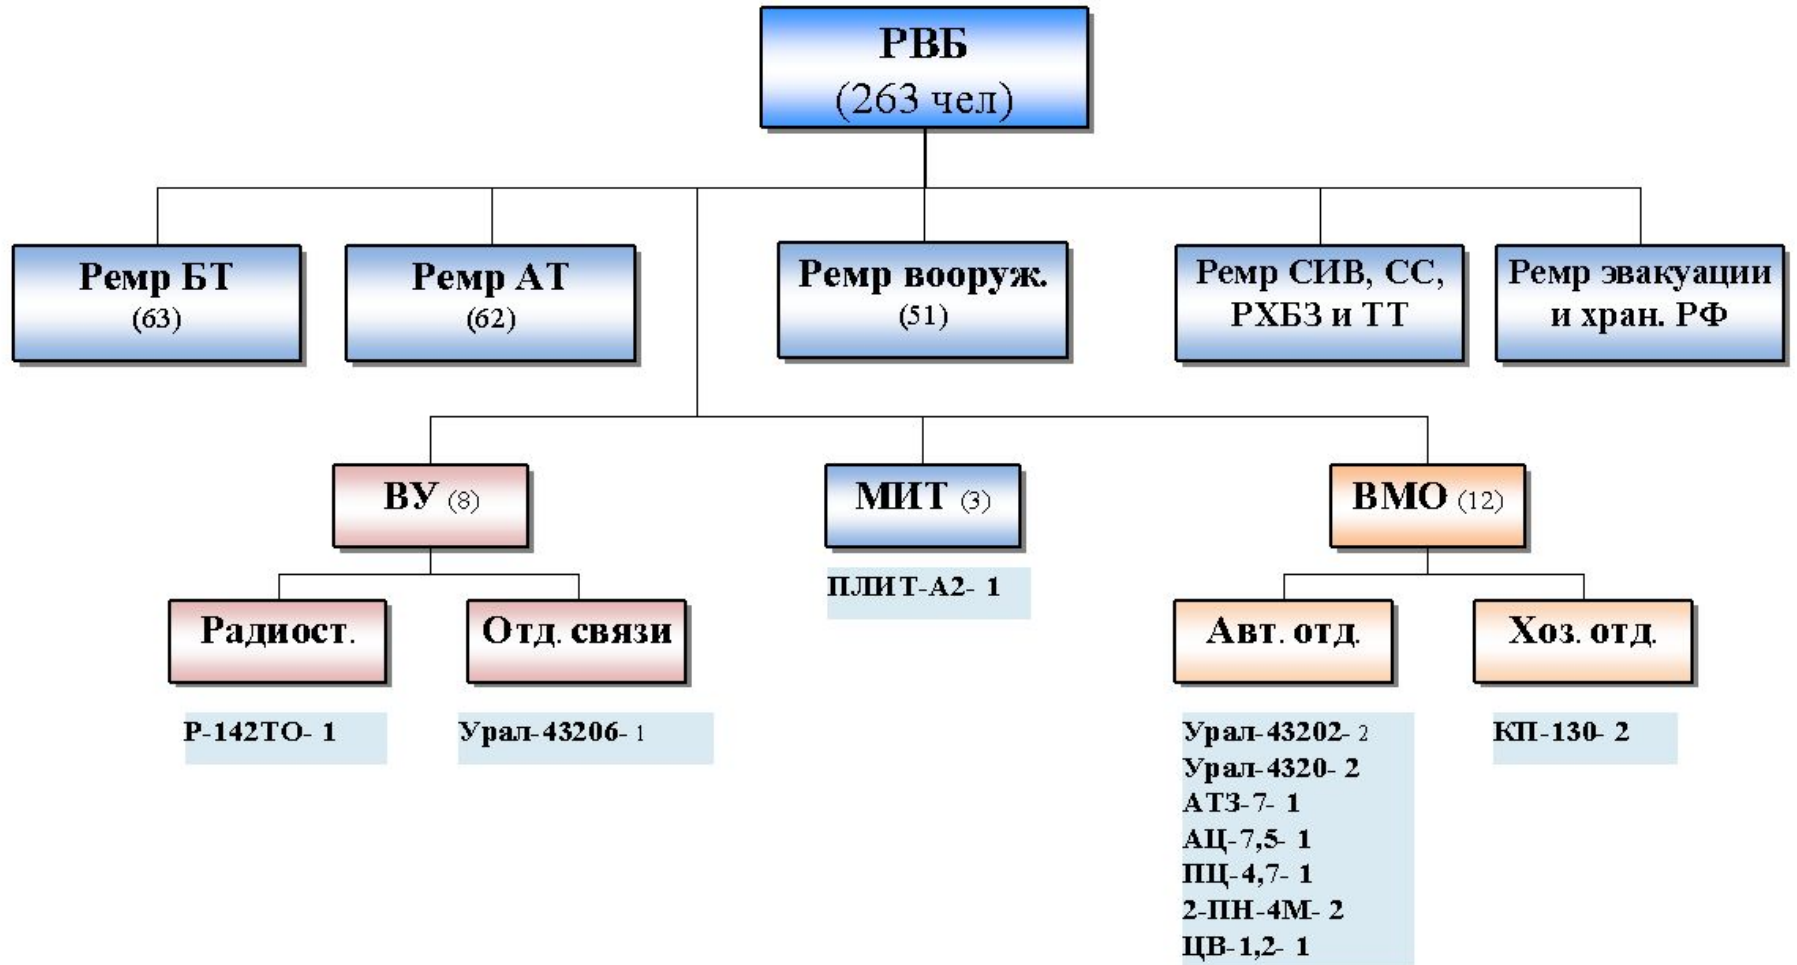 РВБ
(263 чел)
Ремр БТ
(63)
Ремр АТ
(62)
Ремр вооруж.
(51)
Ремр СИВ, СС,
РХБЗ и ТТ
Ремр эвакуации
и хран. РФ
ВУ (8)
МИТ (3)
ВМО (12)
ПЛИТ-А2- 1
Радиост.
Отд. связи
Авт. отд.
Хоз. отд.
Р-142ТО- 1
Урал-43206- 1
Урал-43202- 2
Урал-4320- 2
АТЗ-7- 1
АЦ-7,5- 1
ПЦ-4,7- 1
2-ПН-4М- 2
ЦВ-1,2- 1
КП-130- 2